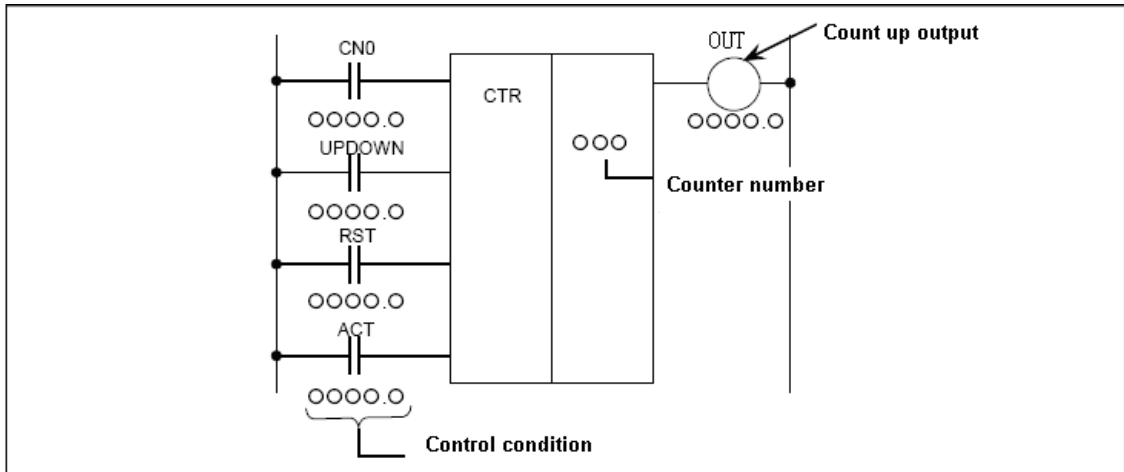 CN0
OUT
Count up output
CTR
OOOO.O
OOOO.O
UPDOWN
OOO
Counter number
OOOO.O
RST
OOOO.O
ACT
OOOO.O
Control condition